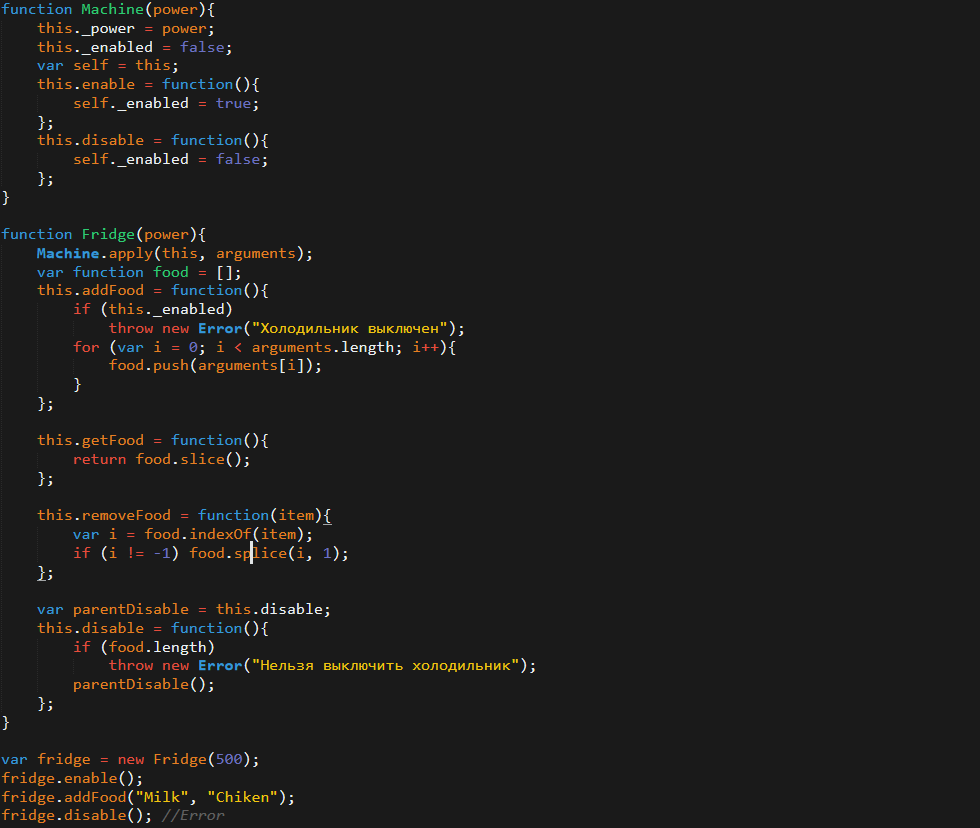 function Machine(power){
    this._power = power;
    this._enabled = false;
    var self = this;
    this.enable = function(){
        self._enabled = true;
    };
    this.disable = function(){
        self._enabled = false;
    };
}

function Fridge(power){
    Machine.apply(this, arguments);
    var function food = [];
    this.addFood = function(){
        if (this._enabled)
            throw new Error("Холодильник выключен");
        for (var i = 0; i < arguments.length; i++){
            food.push(arguments[i]);
        }
    };

    this.getFood = function(){
        return food.slice();
    };

    this.removeFood = function(item){
        var i = food.indexOf(item);
        if (i != -1) food.splice(i, 1);
    };

    var parentDisable = this.disable;
    this.disable = function(){
        if (food.length)
            throw new Error("Нельзя выключить холодильник");
        parentDisable();
    };
}

var fridge = new Fridge(500);
fridge.enable();
fridge.addFood("Milk", "Chiken");
fridge.disable(); //Error